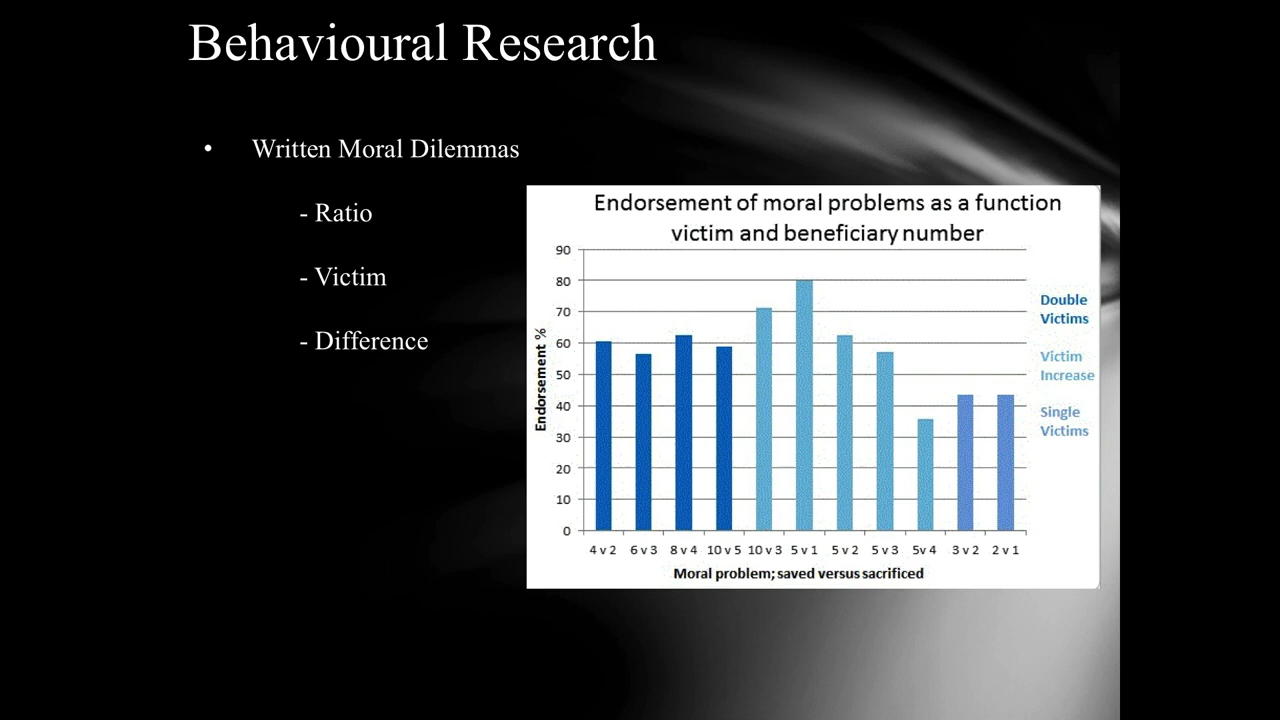 Behavioural Research
• Written Moral Dilemmas
- Ratio
- Victim
- Difference
Endorsement of moral problems as a function
victim and beneficiary number
Endorsement %
90
80
70
60
50
40
30
20
10
0
4 v 2 6 v 3 8 v 4 10 v 5 10 v 3 5 v 1 5 v 2 5 v 3 5v 4 3 v 2 2 v 1
Moral problem; saved versus sacrificed
Double
Victims
Victim
Increase
Single
Victims